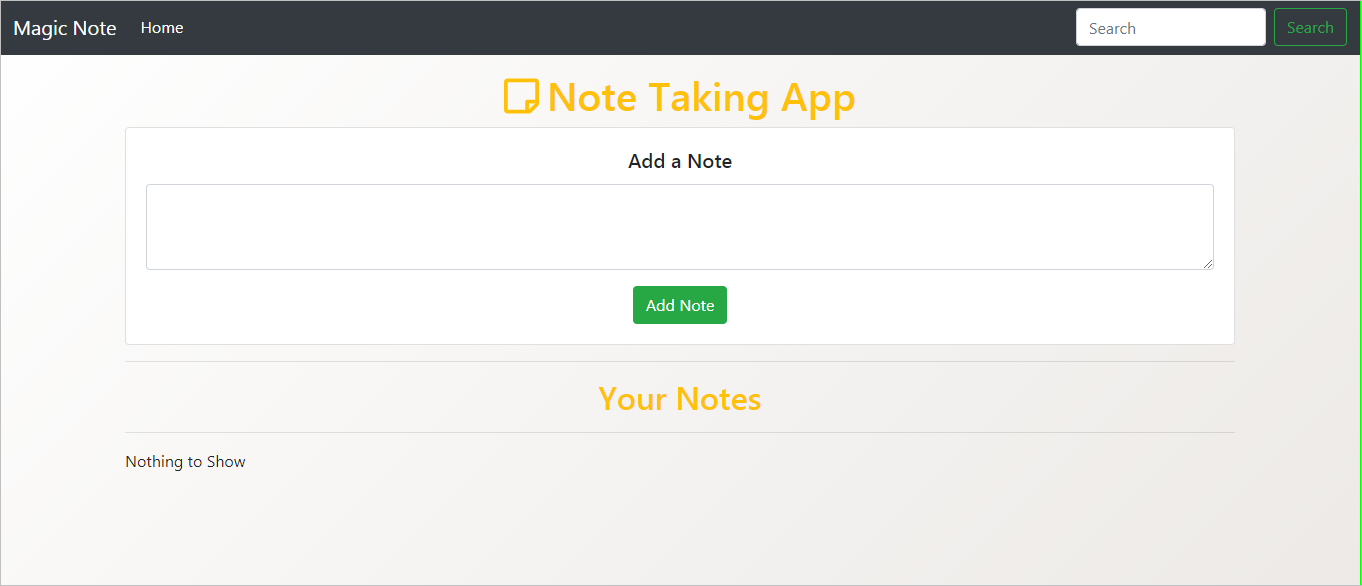 Magic Note Home Search Search
Note Taking App
Add a Note
Add Note
Your Notes
Nothing to Show